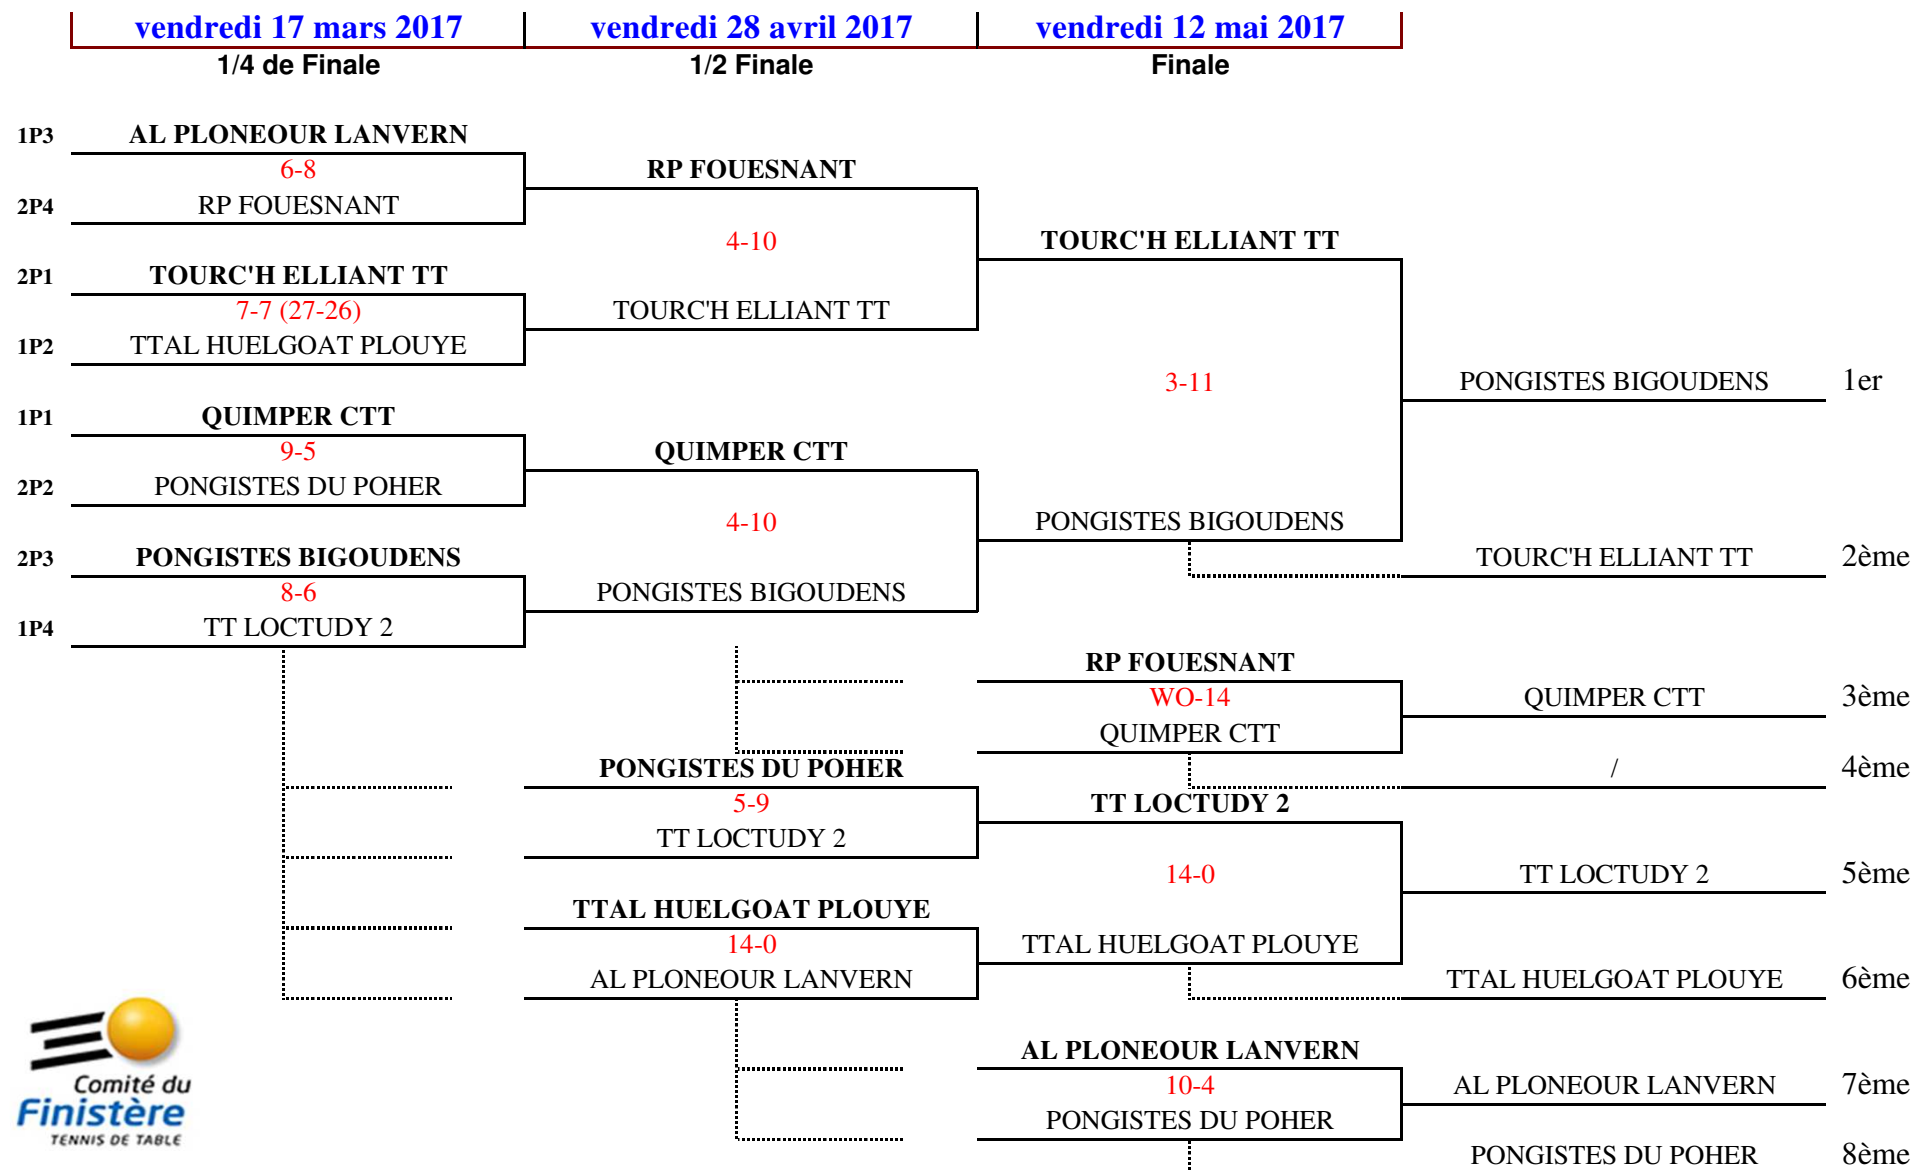 vendredi 17 mars 2017 vendredi 28 avril 2017 vendredi 12 mai 2017
1/4 de Finale 1/2 Finale Finale
1P3 AL PLONEOUR LANVERN
6-8 RP FOUESNANT
2P4 RP FOUESNANT
4-10 TOURC'H ELLIANT TT
2P1 TOURC'H ELLIANT TT
7-7 (27-26) TOURC'H ELLIANT TT
1P2 TTAL HUELGOAT PLOUYE
3-11 PONGISTES BIGOUDENS 1er
1P1 QUIMPER CTT
9-5 QUIMPER CTT
2P2 PONGISTES DU POHER
4-10 PONGISTES BIGOUDENS
2P3 PONGISTES BIGOUDENS TOURC'H ELLIANT TT 2ème
8-6 PONGISTES BIGOUDENS
1P4 TT LOCTUDY 2
RP FOUESNANT
WO-14 QUIMPER CTT 3ème
QUIMPER CTT
PONGISTES DU POHER / 4ème
5-9 TT LOCTUDY 2
TT LOCTUDY 2
14-0 TT LOCTUDY 2 5ème
TTAL HUELGOAT PLOUYE
14-0 TTAL HUELGOAT PLOUYE
AL PLONEOUR LANVERN TTAL HUELGOAT PLOUYE 6ème
AL PLONEOUR LANVERN
10-4 AL PLONEOUR LANVERN 7ème
PONGISTES DU POHER
PONGISTES DU POHER 8ème
Comité du
Finistère
TENNIS DE TABLE